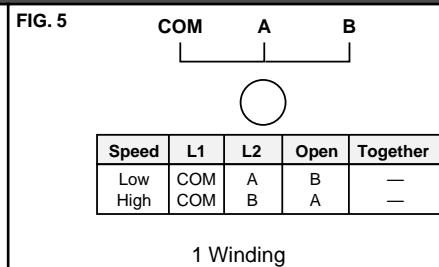 FIG. 5
COM A B
Speed L1 L2 Open Together
Low COM A B —
High COM B A —
1 Winding